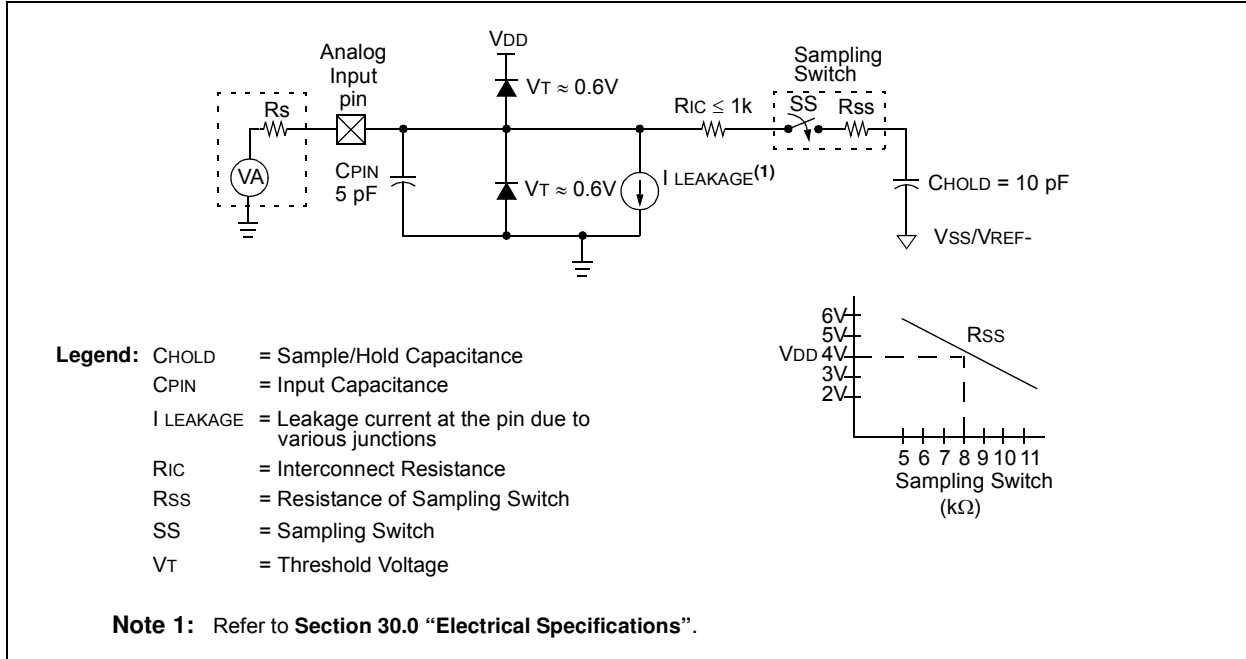 VDD
Analog
Input
pin
Sampling
Switch
VT ≈ 0.6V
Rs
RIC ≤ 1k
SS
Rss
VA
CPIN
5 pF
VT ≈ 0.6V
I LEAKAGE(1)
CHOLD = 10 pF
VSS/VREF-
6V
5V
VDD 4V
3V
2V
RSS
5 6 7 8 9 10 11
Sampling Switch
(kΩ)
Legend: CHOLD = Sample/Hold Capacitance
CPIN = Input Capacitance
I LEAKAGE = Leakage current at the pin due to
various junctions
RIC = Interconnect Resistance
RSS = Resistance of Sampling Switch
SS = Sampling Switch
VT = Threshold Voltage
Note 1: Refer to Section 30.0 “Electrical Specifications”.